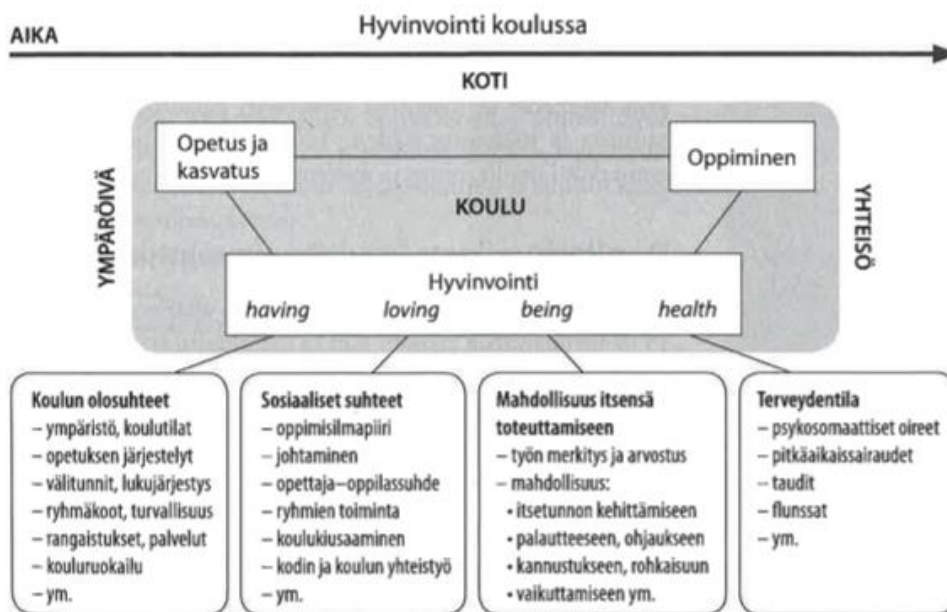 Hyvinvointi koulussa
AIKA
KOTI
YMPÄRÖIVÄ
YHTEISÖ
Opetus ja
kasvatus
Oppiminen
KOULU
Hyvinvointi
having loving being health
Koulun olosuhteet
– ympäristö, koulutilat
– opetuksen järjestelyt
– välitunnit, lukujärjestys
– ryhmäkoot, turvallisuus
– rangaistukset, palvelut
– kouluruokailu
– ym.
Sosiaaliset suhteet
– oppimisilmapiiri
– johtaminen
– opettaja–oppilassuhde
– ryhmien toiminta
– koulukiusaaminen
– kodin ja koulun yhteistyö
– ym.
Mahdollisuus itsensä
toteuttamiseen
– työn merkitys ja arvostus
– mahdollisuus:
• itsetunnon kehittämiseen
• palautteeseen, ohjaukseen
• kannustukseen, rohkaisuun
• vaikuttamiseen ym.
Terveydentila
– psykosomaattiset oireet
– pitkäaikaissairaudet
– taudit
– flunssat
– ym.